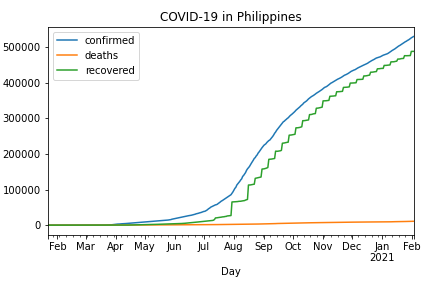 COVID-19 in Philippines
confirmed
deaths
recovered
500000
400000
300000
200000
100000
0
Feb Mar Apr May Jun Jul Aug Sep Oct Nov Dec Jan Feb
2021
Day